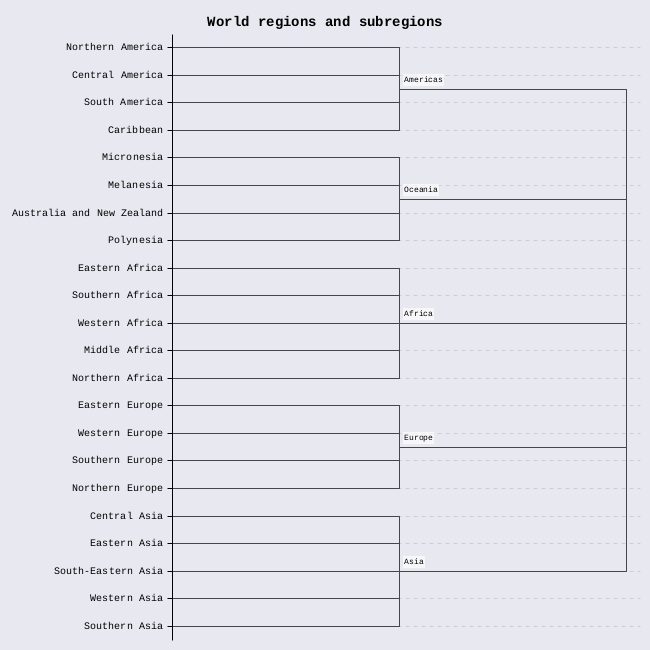 World regions and subregions
Northern America
Central America
Americas
South America
Caribbean
Micronesia
Melanesia
Oceania
Australia and New Zealand
Polynesia
Eastern Africa
Southern Africa
Africa
Western Africa
Middle Africa
Northern Africa
Eastern Europe
Western Europe
Europe
Southern Europe
Northern Europe
Central Asia
Eastern Asia
Asia
South-Eastern Asia
Western Asia
Southern Asia